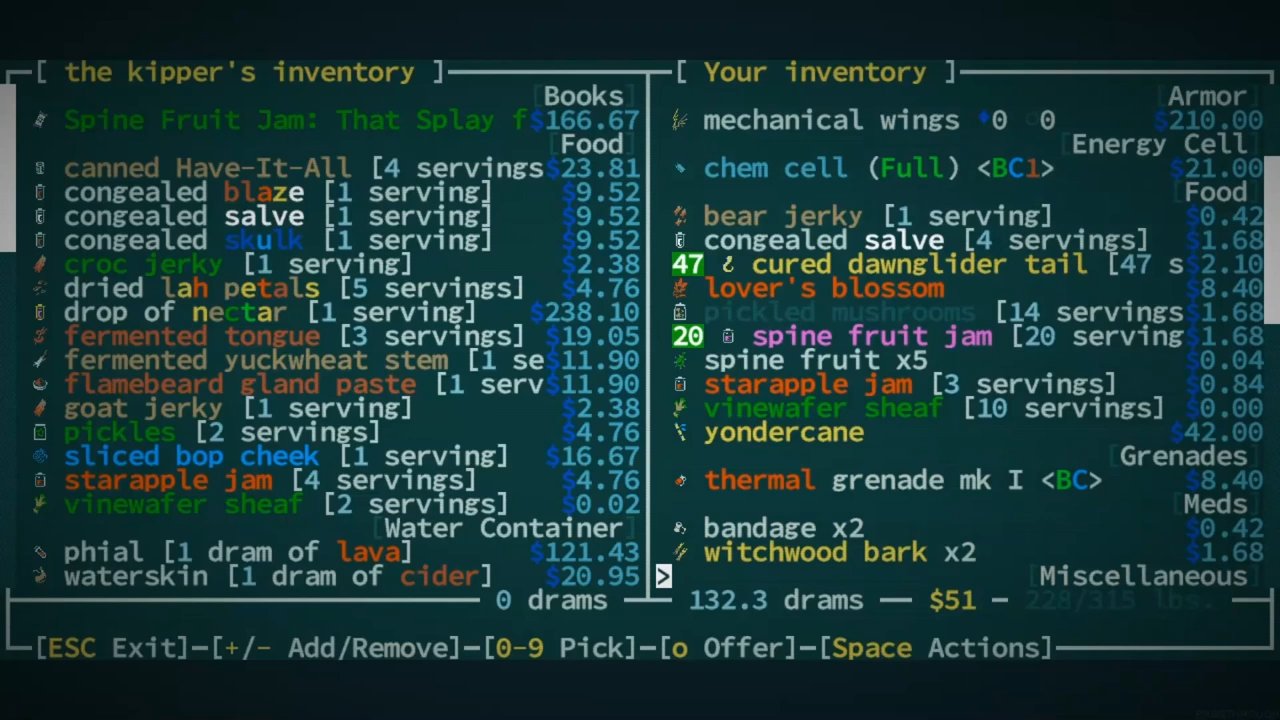 [ the kipper's inventory ]
[Books]
Spine Fruit Jam: That Splay f $166.67
[Food]
canned Have-It-All [4 servings $23.81
congealed blaze [1 serving] $9.52
congealed salve [1 serving] $9.52
congealed skulk [1 serving] $9.52
croc jerky [1 serving] $2.38
dried lah petals [5 servings] $4.76
drop of nectar [1 serving] $238.10
fermented tongue [3 servings] $19.05
fermented yuckwheat stem [1 se $11.90
flamebeard gland paste [1 serv $11.90
goat jerky [1 serving] $2.38
pickles [2 servings] $4.76
sliced bop cheek [1 serving] $16.67
starapple jam [4 servings] $4.76
vinewafer sheaf [2 servings] $0.02
[Water Container]
phial [1 dram of lava] $121.43
waterskin [1 dram of cider] $20.95
0 drams
[ Your inventory ]
[Armor]
mechanical wings ♦0 ○0 $210.00
[Energy Cell]
chem cell (Full) <BC1> $21.00
[Food]
bear jerky [1 serving] $0.42
congealed salve [4 servings] $1.68
47 cured dawnglider tail [47 s $2.10
lover's blossom $8.40
pickled mushrooms [14 servings $1.68
20 spine fruit jam [20 serving $1.68
spine fruit x5 $0.04
starapple jam [3 servings] $0.84
vinewafer sheaf [10 servings] $0.00
yondercane $42.00
[Grenades]
thermal grenade mk I <BC> $8.40
[Meds]
bandage x2 $0.42
witchwood bark x2 $1.68
> [Miscellaneous]
132.3 drams — $51 — 228/315 lbs.
[ESC Exit]—[+/- Add/Remove]—[0-9 Pick]—[o Offer]—[Space Actions]